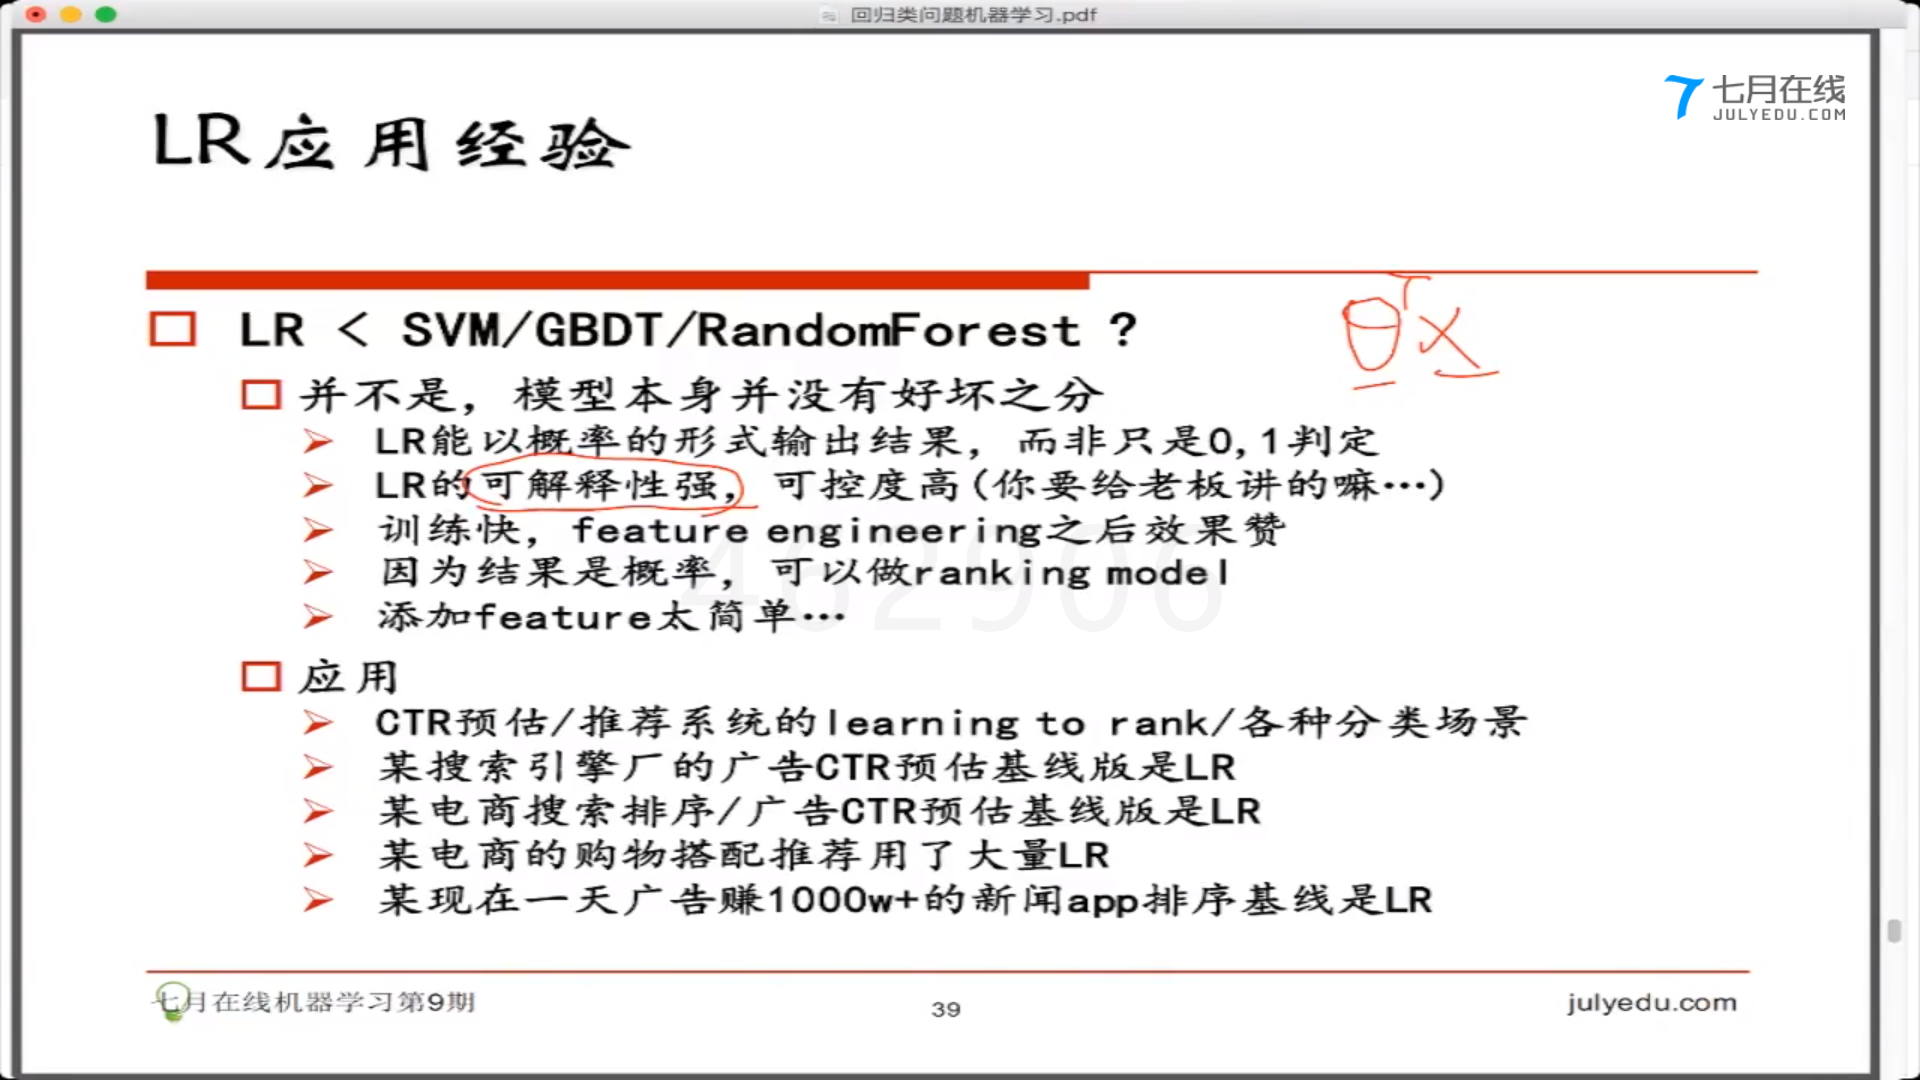 回归类问题机器学习.pdf
七月在线
JULYEDU.COM
LR应用经验
θᵀx
LR < SVM/GBDT/RandomForest ?
并不是，模型本身并没有好坏之分
LR能以概率的形式输出结果，而非只是0,1判定
LR的可解释性强，可控度高(你要给老板讲的嘛…)
训练快，feature engineering之后效果赞
因为结果是概率，可以做ranking model
添加feature太简单…
462906
应用
CTR预估/推荐系统的learning to rank/各种分类场景
某搜索引擎厂的广告CTR预估基线版是LR
某电商搜索排序/广告CTR预估基线版是LR
某电商的购物搭配推荐用了大量LR
某现在一天广告赚1000w+的新闻app排序基线是LR
七月在线机器学习第9期
39
julyedu.com